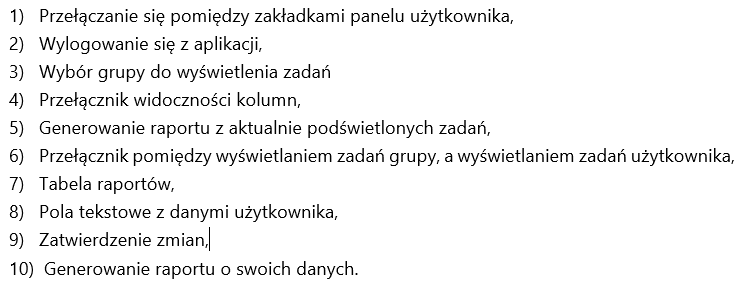 1) Przełączanie się pomiędzy zakładkami panelu użytkownika,
2) Wylogowanie się z aplikacji,
3) Wybór grupy do wyświetlenia zadań
4) Przełącznik widoczności kolumn,
5) Generowanie raportu z aktualnie podświetlonych zadań,
6) Przełącznik pomiędzy wyświetlaniem zadań grupy, a wyświetlaniem zadań użytkownika,
7) Tabela raportów,
8) Pola tekstowe z danymi użytkownika,
9) Zatwierdzenie zmian,
10) Generowanie raportu o swoich danych.